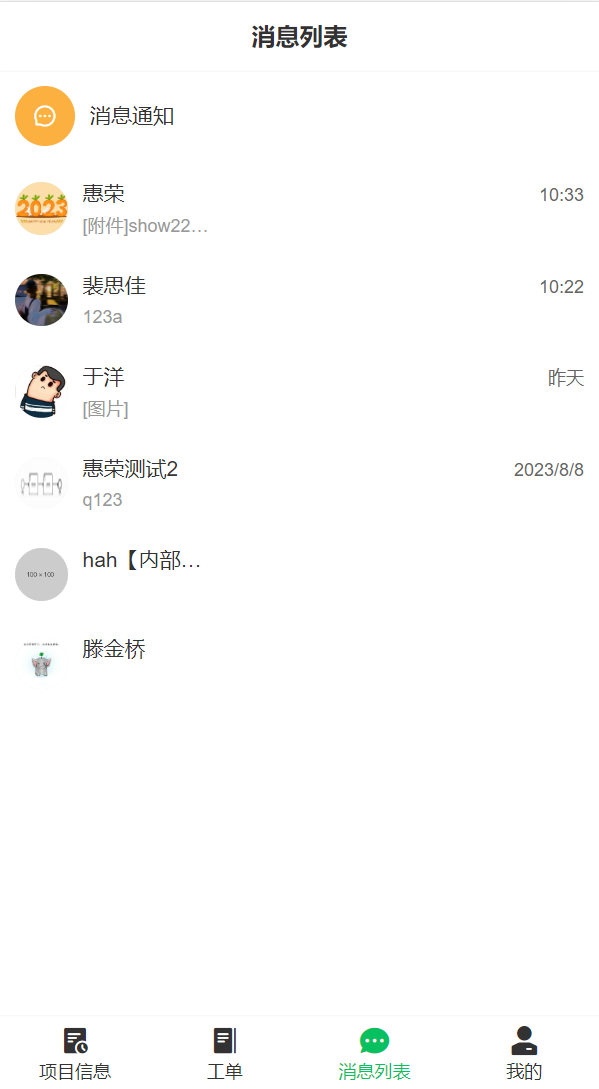 消息列表
消息通知
2023
惠荣
10:33
[附件]show22…
裴思佳
10:22
123a
于洋
昨天
[图片]
惠荣测试2
2023/8/8
q123
100×100
hah【内部…
滕金桥
项目信息
工单
消息列表
我的